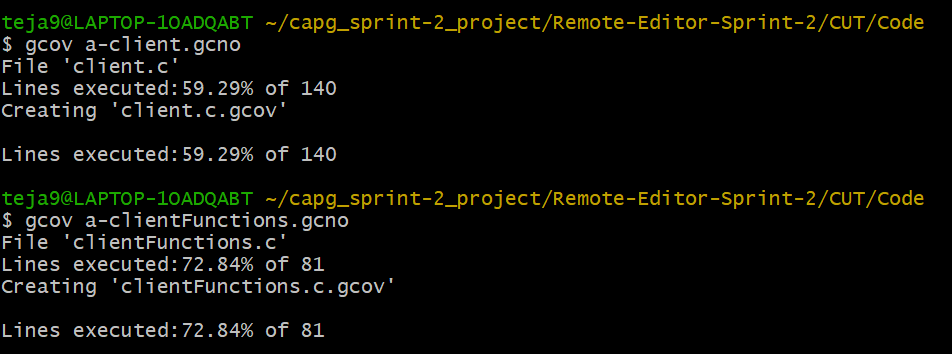 teja9@LAPTOP-1OADQABT ~/capg_sprint-2_project/Remote-Editor-Sprint-2/CUT/Code
$ gcov a-client.gcno
File 'client.c'
Lines executed:59.29% of 140
Creating 'client.c.gcov'
Lines executed:59.29% of 140
teja9@LAPTOP-1OADQABT ~/capg_sprint-2_project/Remote-Editor-Sprint-2/CUT/Code
$ gcov a-clientFunctions.gcno
File 'clientFunctions.c'
Lines executed:72.84% of 81
Creating 'clientFunctions.c.gcov'
Lines executed:72.84% of 81